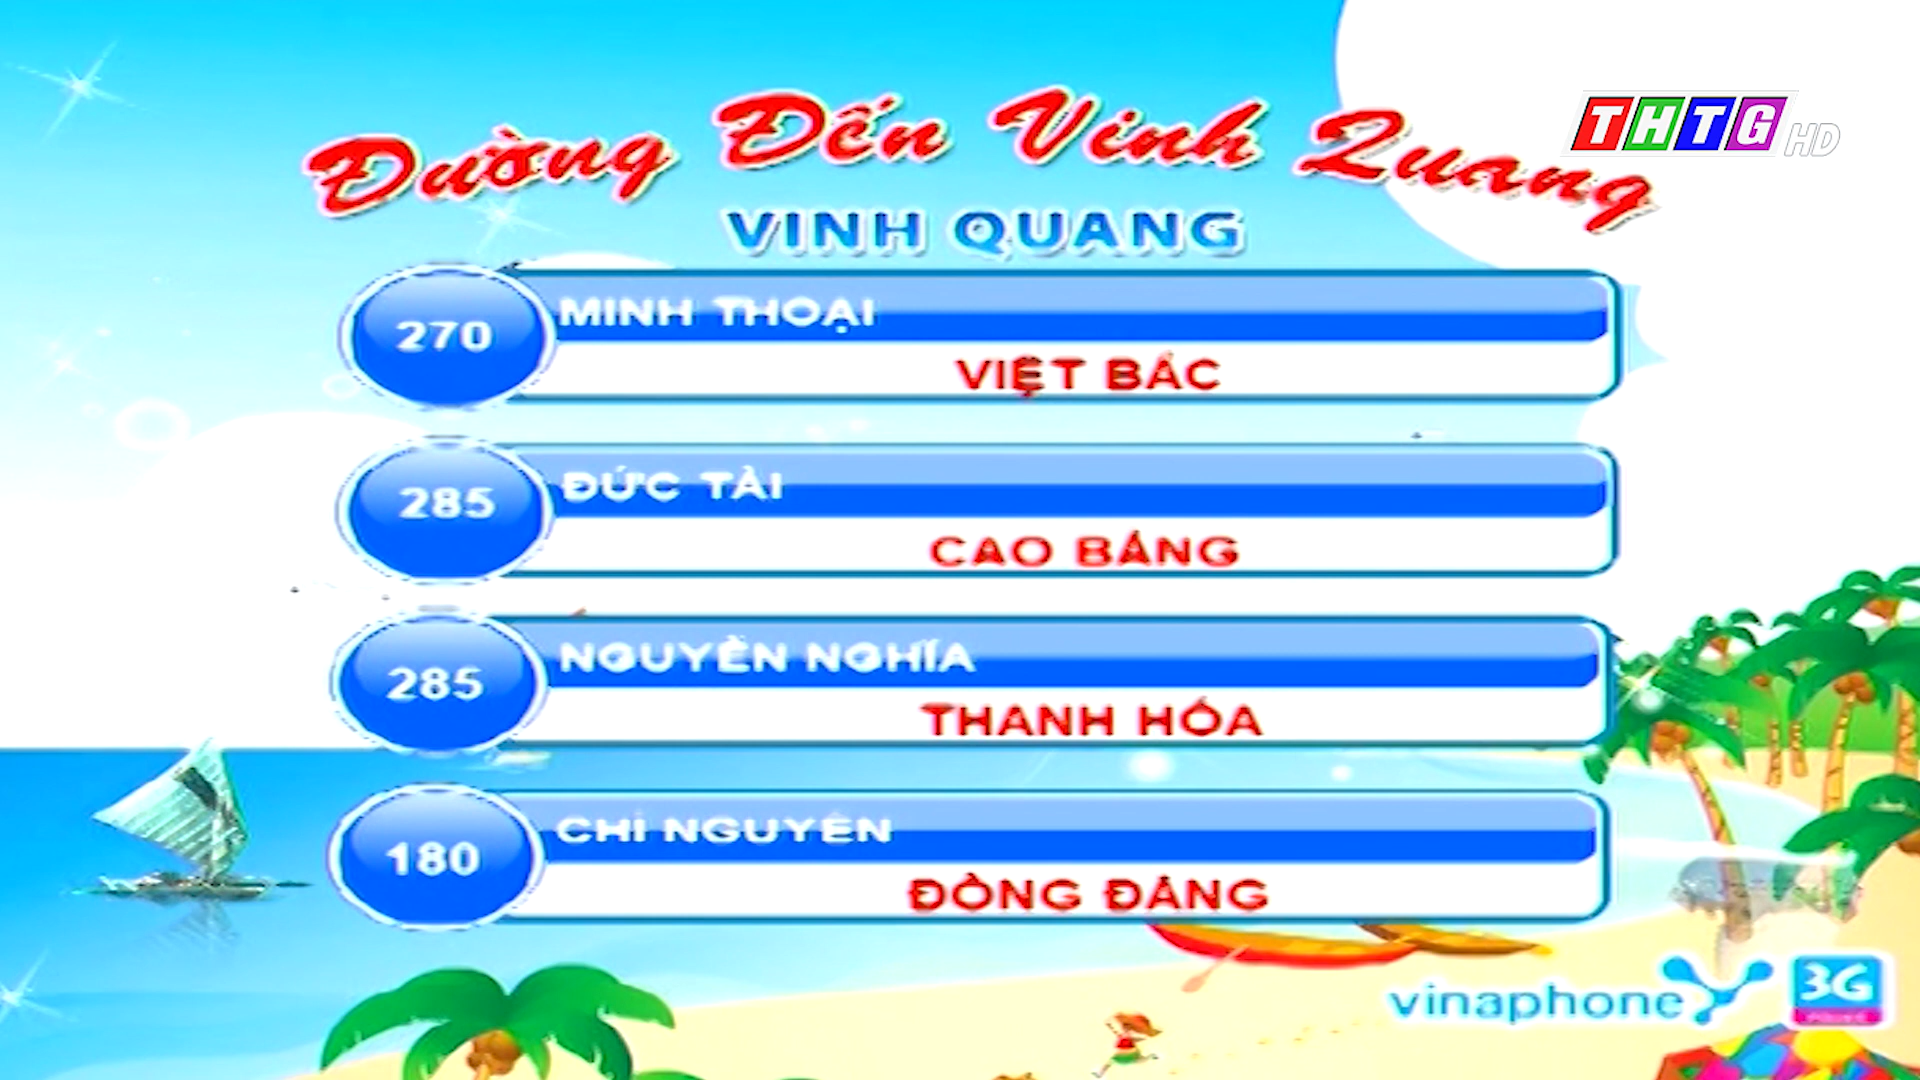 THTG HD
Đường Đến Vinh Quang
VINH QUANG
270
MINH THOẠI
VIỆT BẮC
285
ĐỨC TÀI
CAO BẰNG
285
NGUYỄN NGHĨA
THANH HÓA
180
CHÍ NGUYỆN
ĐỒNG ĐĂNG
vinaphone
3G